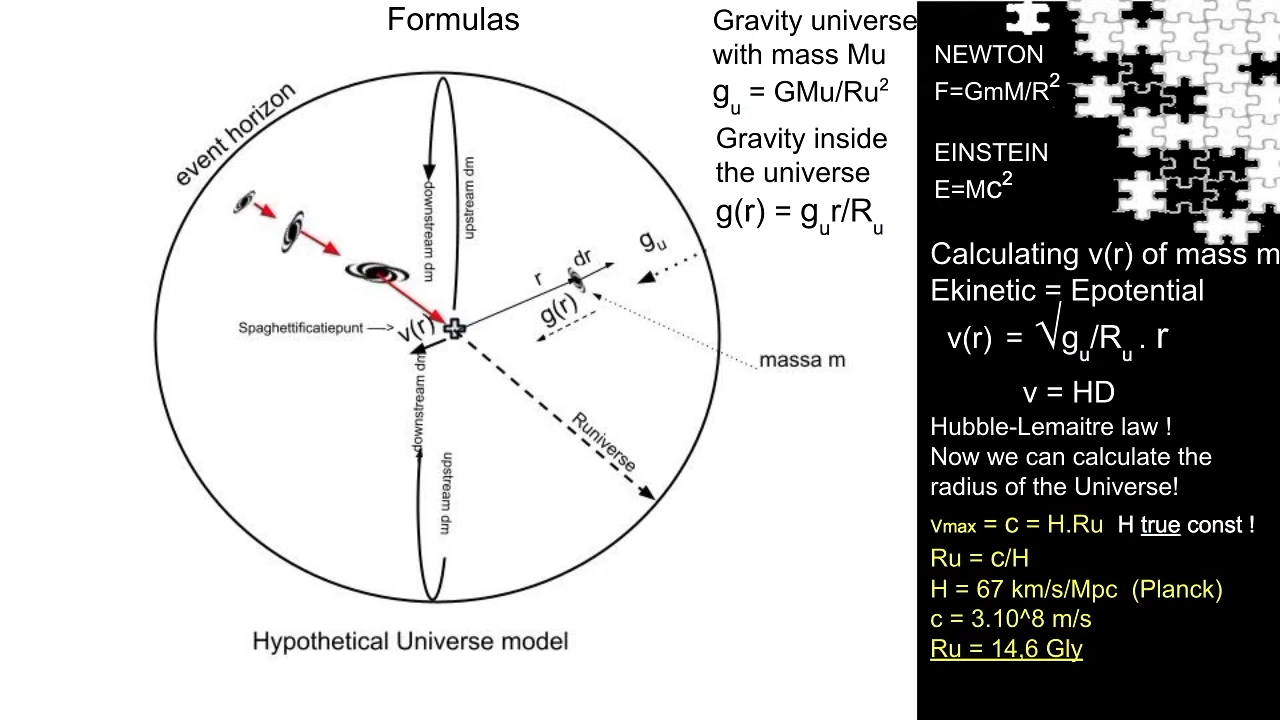 Formulas
event horizon
downstream dm
upstream dm
Spaghettificatiepunt
v(r)
r
dr
g(r)
gu
massa m
Runiverse
downstream dm
upstream dm
Hypothetical Universe model
Gravity universe
with mass Mu
gu = GMu/Ru²
Gravity inside
the universe
g(r) = gur/Ru
NEWTON
F=GmM/R²
EINSTEIN
E=MC²
Calculating v(r) of mass m
Ekinetic = Epotential
v(r) = √gu/Ru . r
v = HD
Hubble-Lemaitre law !
Now we can calculate the
radius of the Universe!
vmax = c = H.Ru H true const !
Ru = c/H
H = 67 km/s/Mpc (Planck)
c = 3.10^8 m/s
Ru = 14,6 Gly